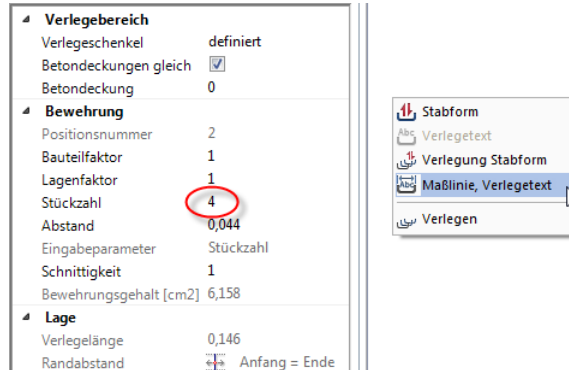 Verlegebereich
Verlegeschenkel definiert
Betondeckungen gleich
Betondeckung 0
Bewehrung
Positionsnummer 2
Bauteilfaktor 1
Lagenfaktor 1
Stückzahl 4
Abstand 0,044
Eingabeparameter Stückzahl
Schnittigkeit 1
Bewehrungsgehalt [cm2] 6,158
Lage
Verlegelänge 0,146
Randabstand Anfang = Ende
Stabform
Abc Verlegetext
Verlegung Stabform
Abc Maßlinie, Verlegetext
Verlegen